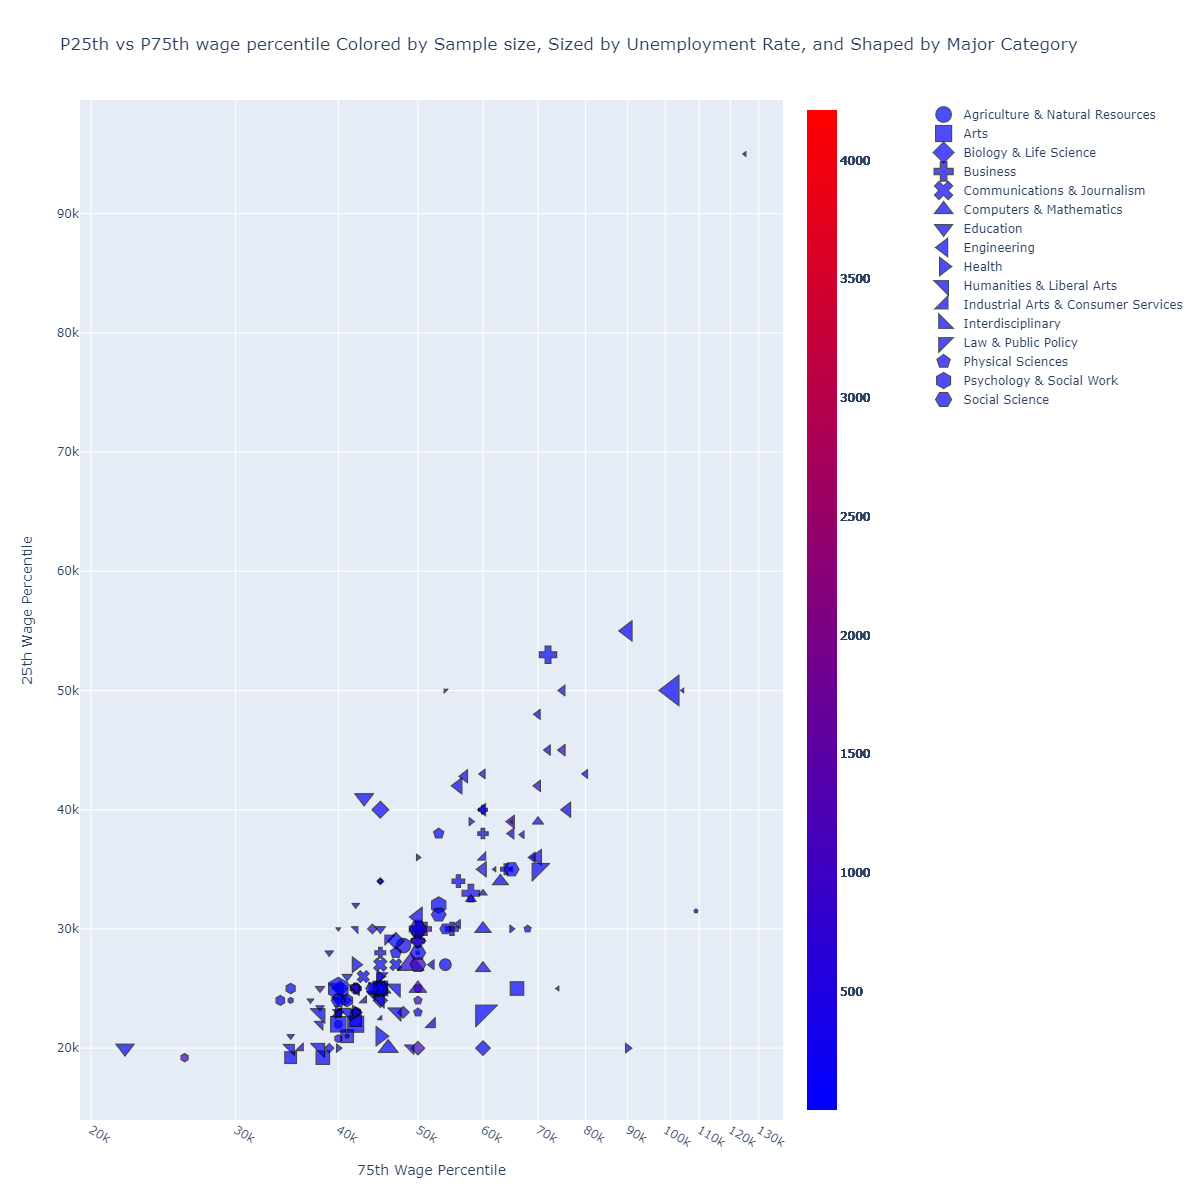 P25th vs P75th wage percentile Colored by Sample size, Sized by Unemployment Rate, and Shaped by Major Category
90k
80k
70k
60k
50k
40k
30k
20k
25th Wage Percentile
20k
30k
40k
50k
60k
70k
80k
90k
100k
110k
120k
130k
75th Wage Percentile
4000
3500
3000
2500
2000
1500
1000
500
Agriculture & Natural Resources
Arts
Biology & Life Science
Business
Communications & Journalism
Computers & Mathematics
Education
Engineering
Health
Humanities & Liberal Arts
Industrial Arts & Consumer Services
Interdisciplinary
Law & Public Policy
Physical Sciences
Psychology & Social Work
Social Science